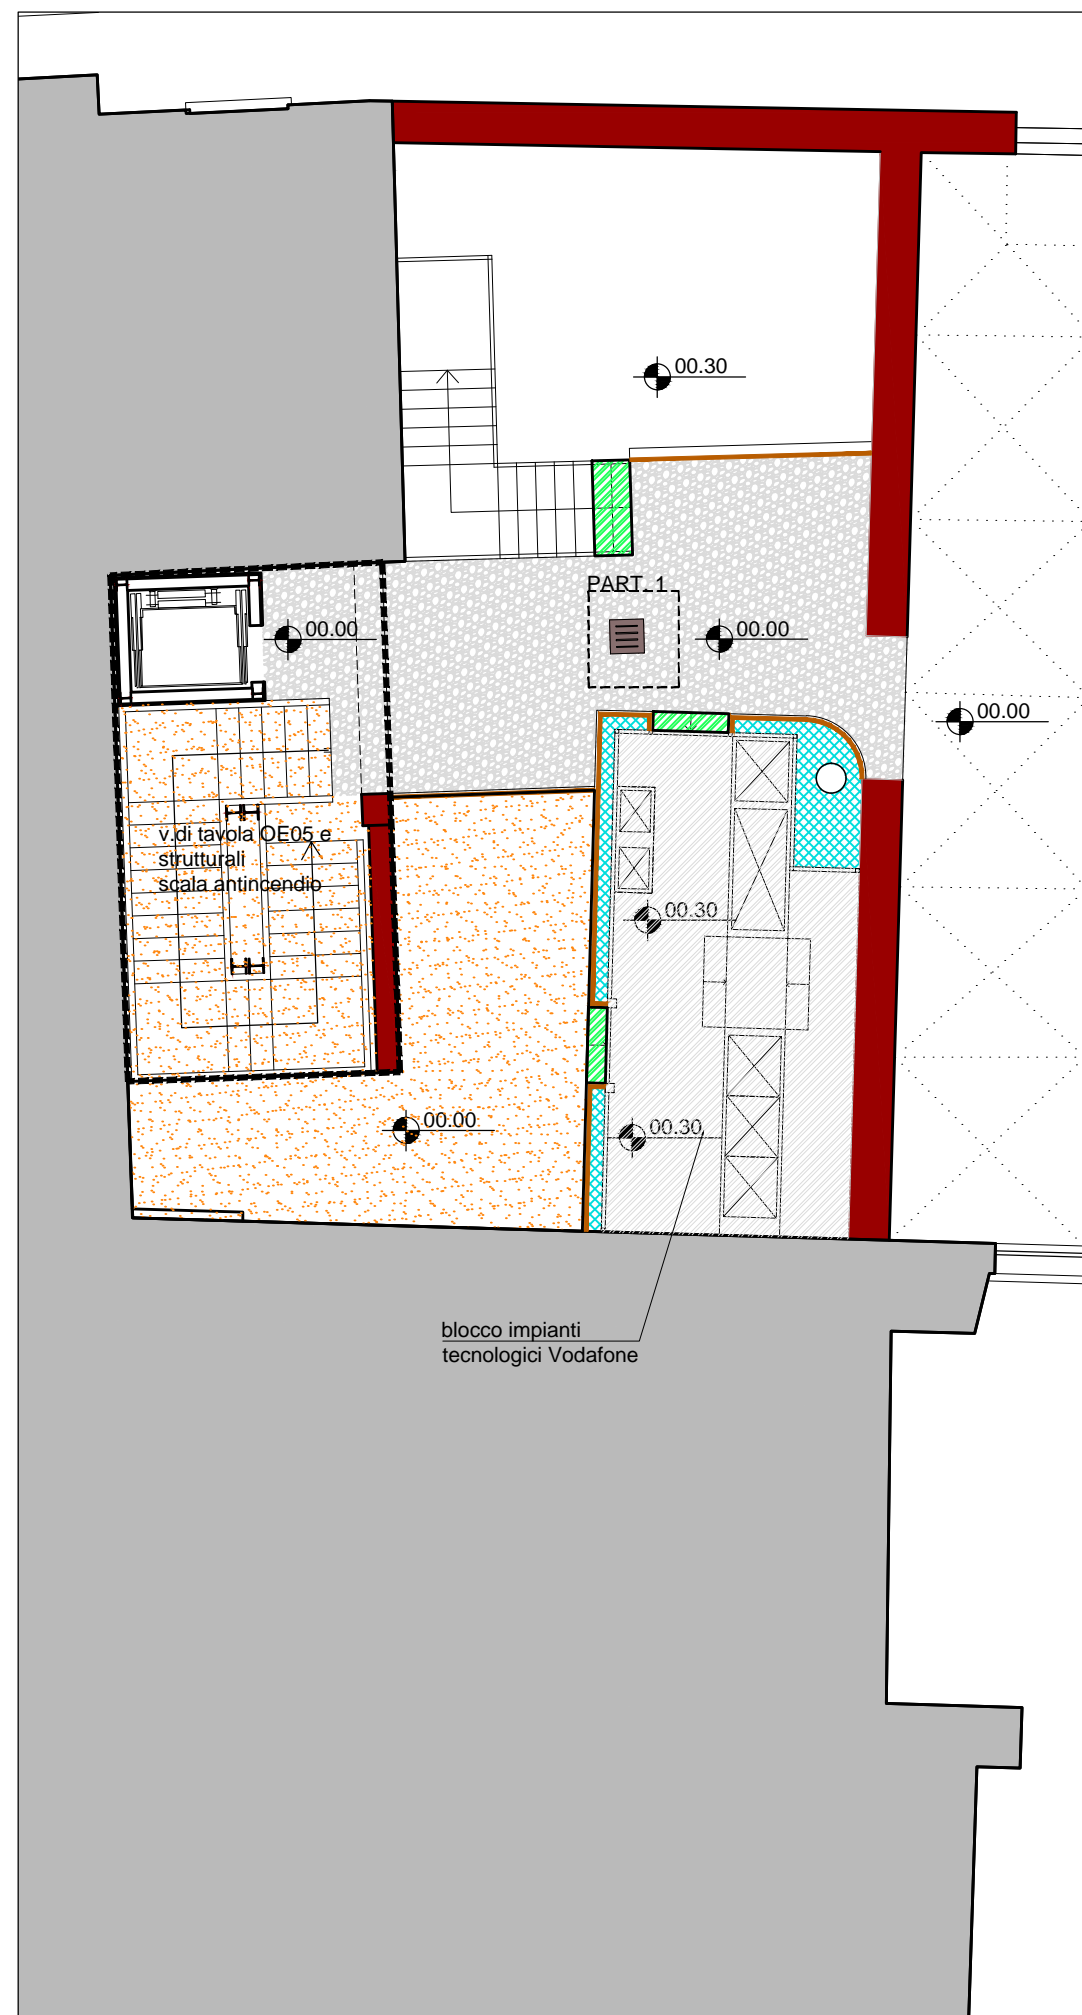 00.30
PART. 1
00.00
00.00
00.00
v.di tavola OE05 e
strutturali
scala antincendio
00.30
00.00
00.30
blocco impianti
tecnologici Vodafone